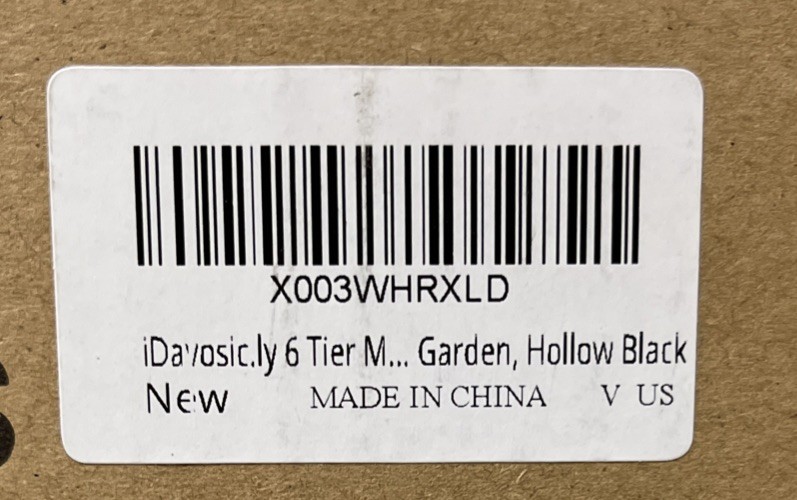 X003WHRXLD
iDavosic.ly 6 Tier M... Garden, Hollow Black
New MADE IN CHINA V US